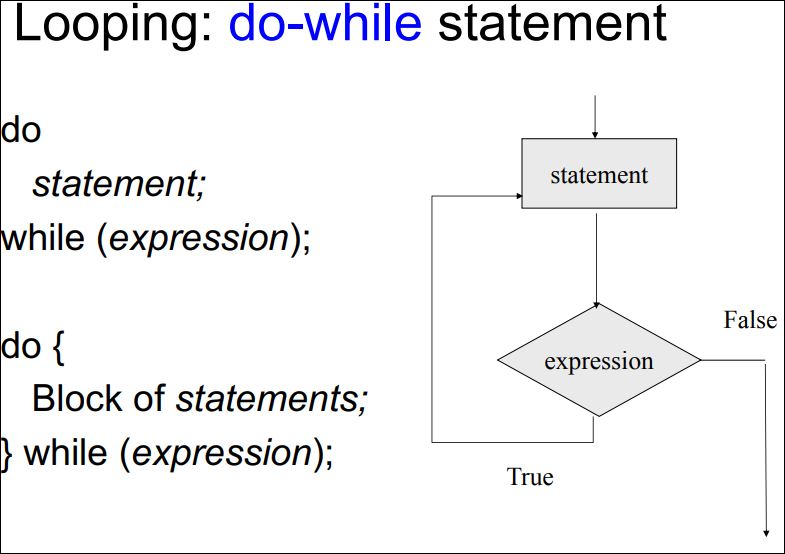 Looping: do-while statement
do
statement;
while (expression);
do {
Block of statements;
} while (expression);
statement
expression
False
True